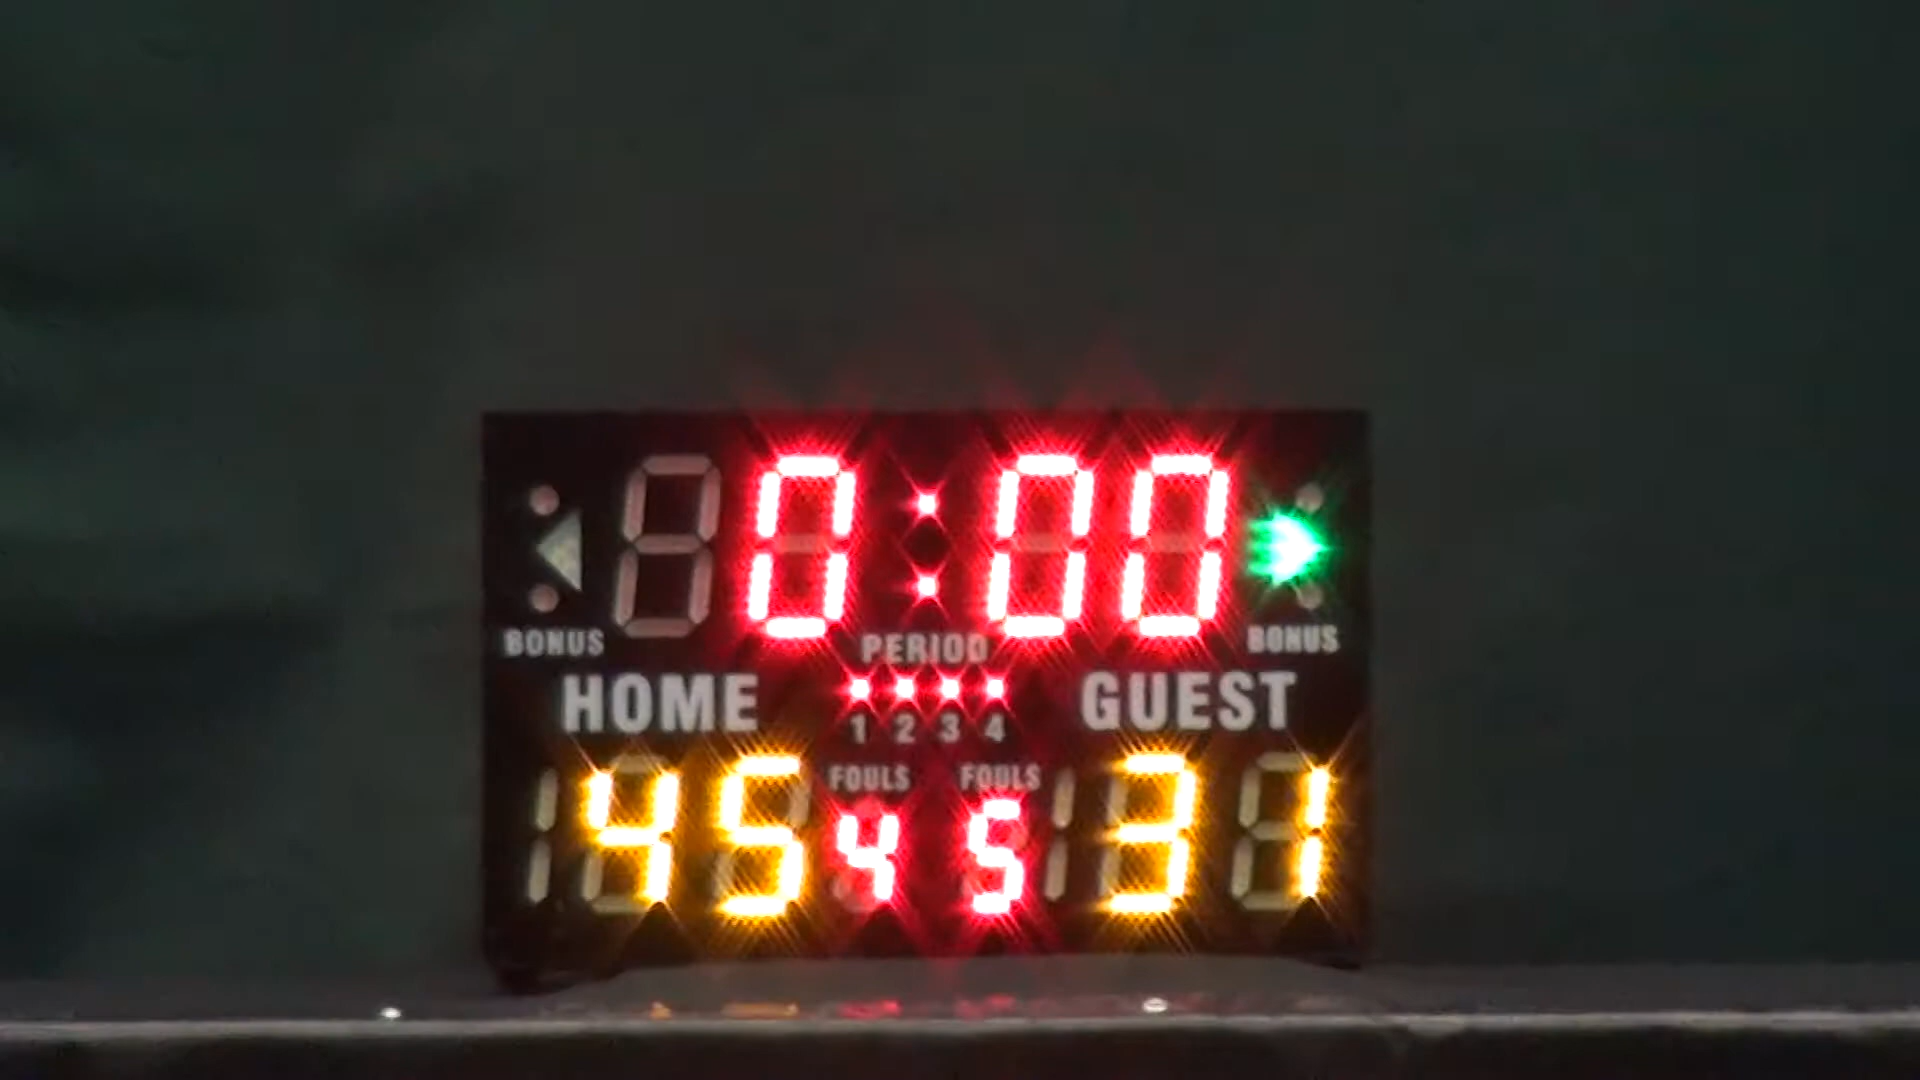 0:00
BONUS PERIOD BONUS
HOME GUEST
1 2 3 4
FOULS FOULS
45 4 5 31